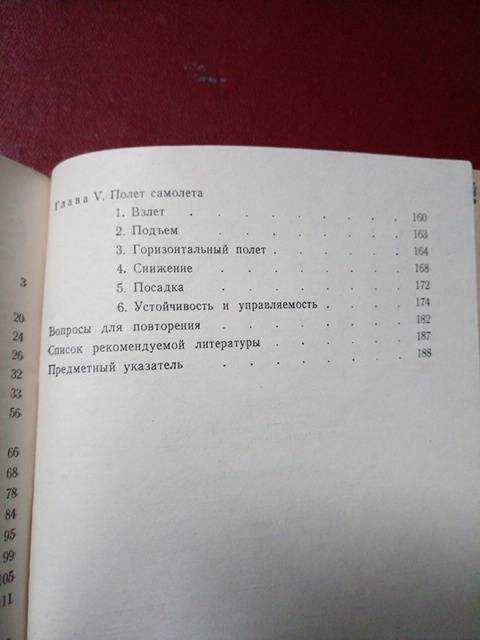 Глава V. Полет самолета
1. Взлет . . . . . . . 160
2. Подъем . . . . . . 163
3. Горизонтальный полет . . . . . 164
4. Снижение . . . . . . 168
5. Посадка . . . . . . 172
6. Устойчивость и управляемость . . . . 174
Вопросы для повторения . . . . . . 182
Список рекомендуемой литературы . . . . . 187
Предметный указатель . . . . . . 188
3
20
24
26
32
33
56
66
68
78
84
95
99
105
11